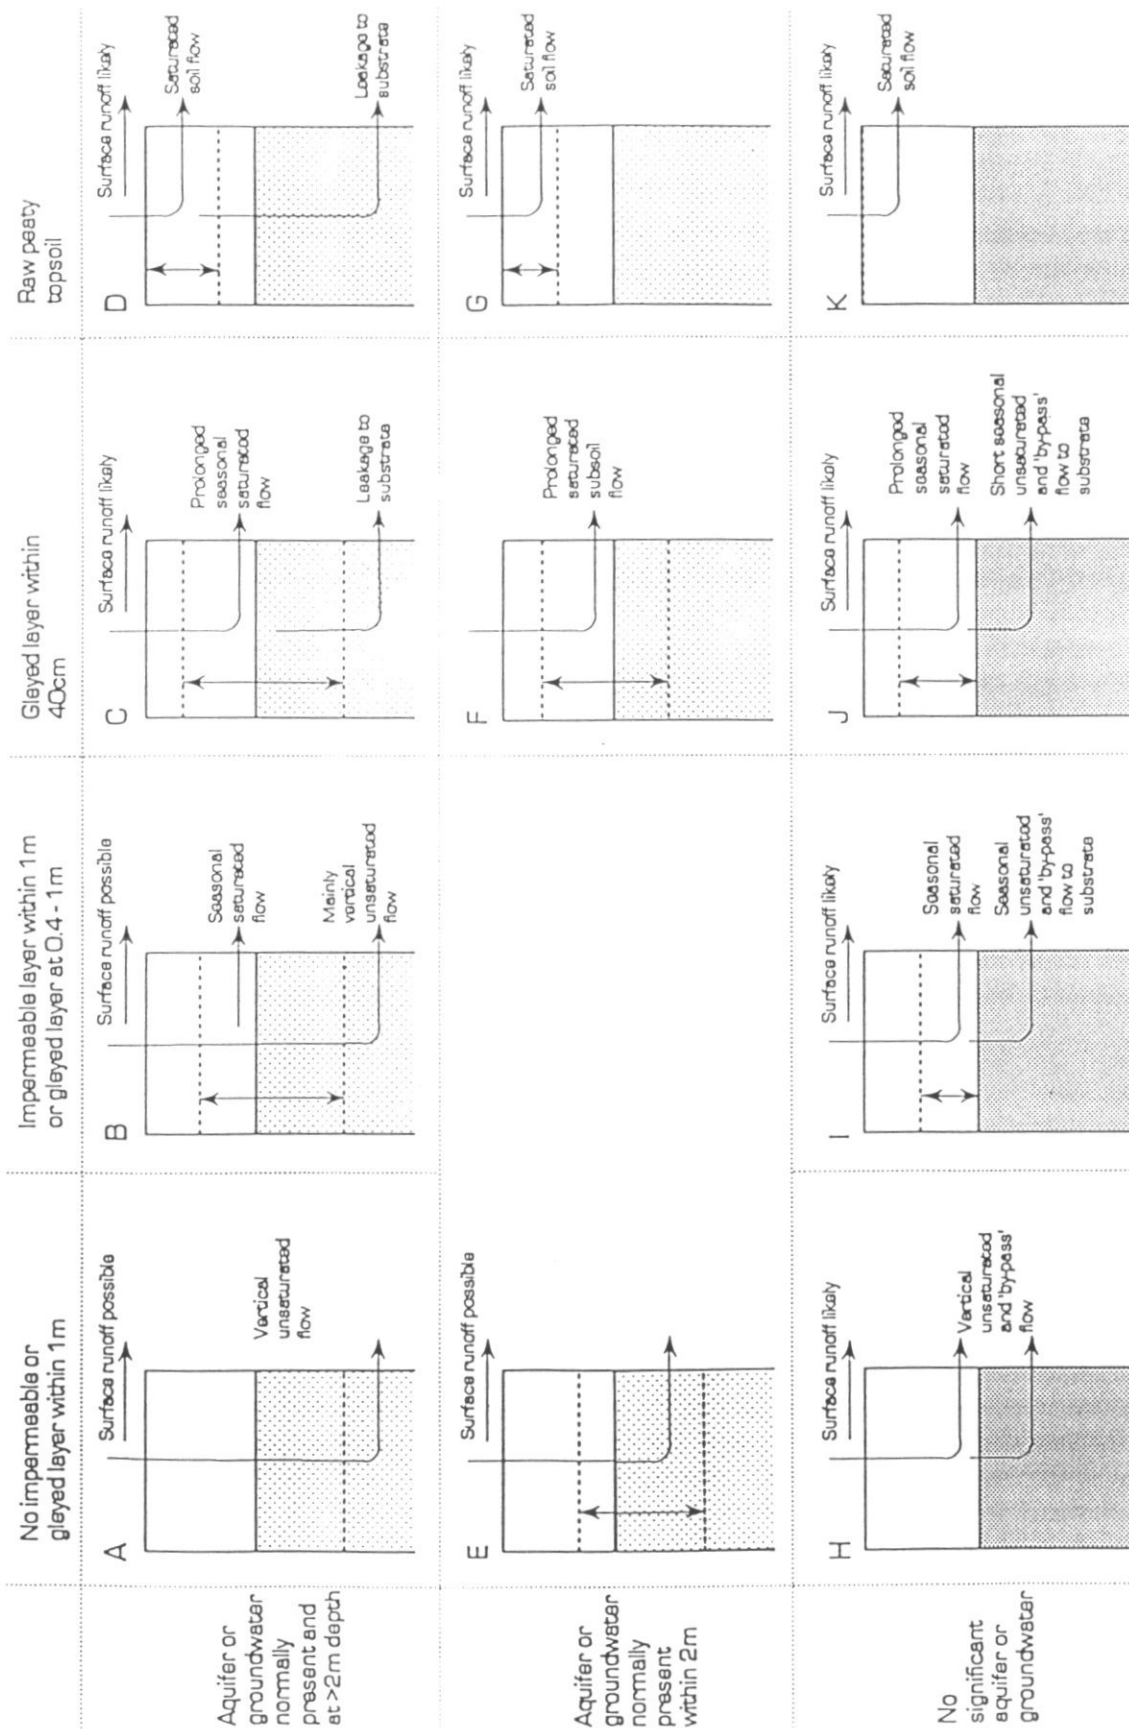 No impermeable or
gleyed layer within 1m
Impermeable layer within 1m
or gleyed layer at 0.4 - 1m
Gleyed layer within
40cm
Raw peaty
topsoil
Aquifer or
groundwater
normally
present and
at >2m depth
A
Surface runoff possible
Vertical
unsaturated
flow
B
Surface runoff possible
Seasonal
saturated
flow
Mainly
vertical
unsaturated
flow
C
Surface runoff likely
Prolonged
seasonal
saturated
flow
Leakage to
substrate
D
Surface runoff likely
Saturated
soil flow
Leakage to
substrate
Aquifer or
groundwater
normally
present
within 2m
E
Surface runoff possible
F
Prolonged
saturated
subsoil
flow
G
Surface runoff likely
Saturated
soil flow
No
significant
aquifer or
groundwater
H
Surface runoff likely
Vertical
unsaturated
and 'by-pass'
flow
I
Surface runoff likely
Seasonal
saturated
flow
Seasonal
unsaturated
and 'by-pass'
flow to
substrate
J
Surface runoff likely
Prolonged
seasonal
saturated
flow
Short seasonal
unsaturated
and 'by-pass'
flow to
substrate
K
Surface runoff likely
Saturated
soil flow